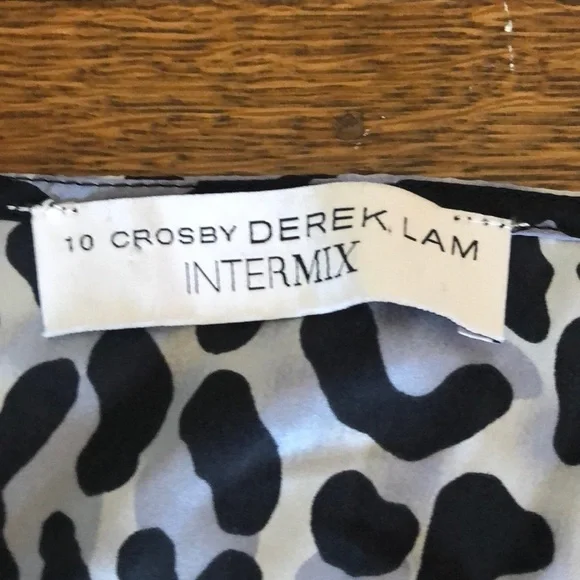 10 CROSBY DEREK LAM
INTERMIX